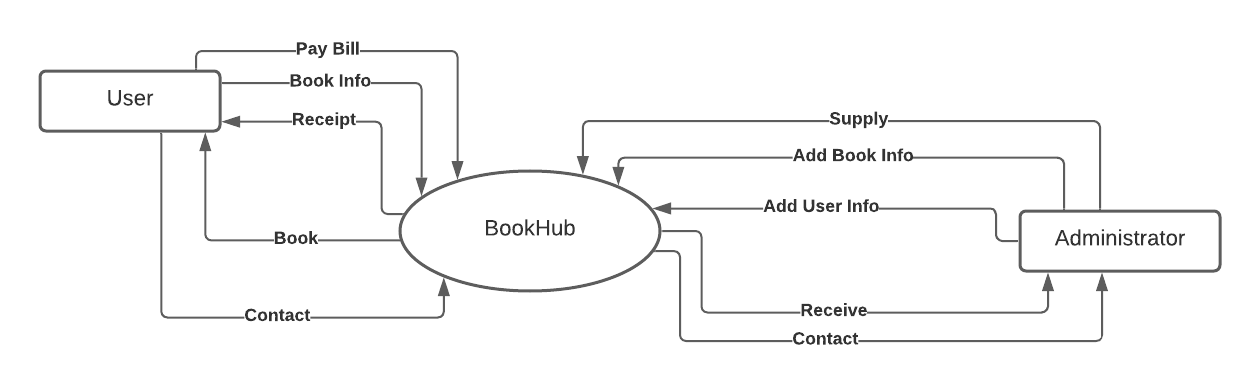 Pay Bill
Book Info
User
Receipt
Supply
Add Book Info
Add User Info
BookHub
Administrator
Book
Receive
Contact
Contact